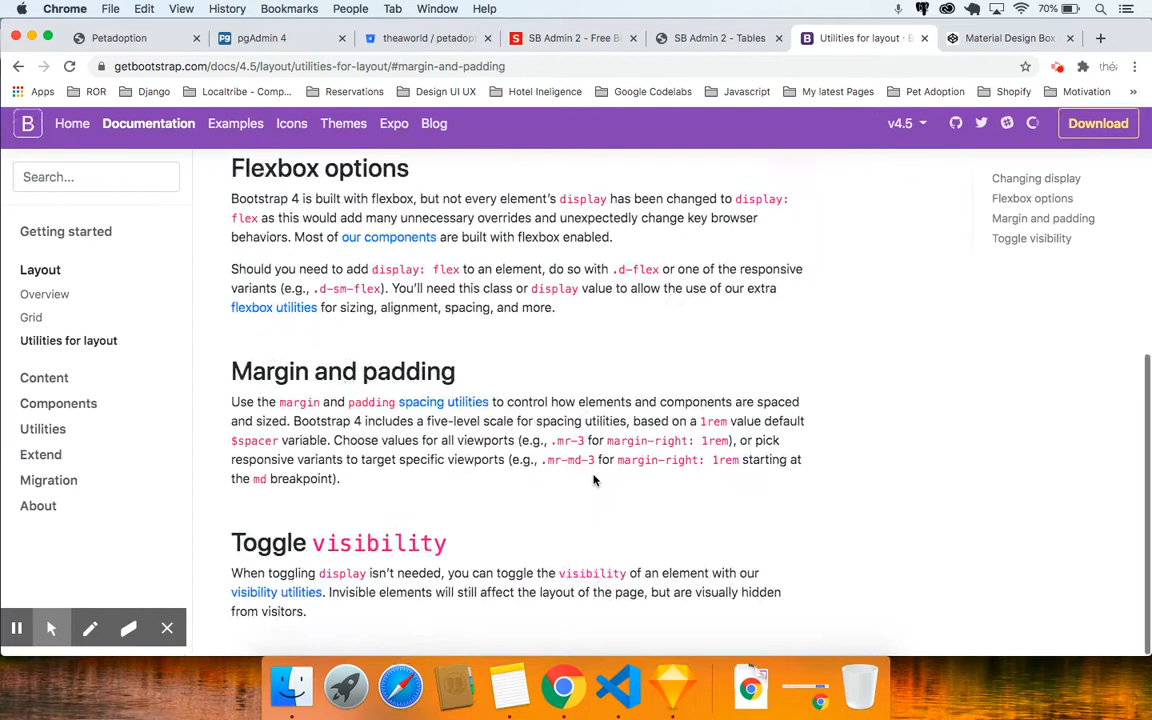 Chrome File Edit View History Bookmarks People Tab Window Help 70%
Petadoption pgAdmin 4 theaworld / petadop SB Admin 2 - Free B SB Admin 2 - Tables Utilities for layout · B Material Design Box
getbootstrap.com/docs/4.5/layout/utilities-for-layout/#margin-and-padding
Apps ROR Django Localtribe - Comp... Reservations Design UI UX Hotel Ineligence Google Codelabs Javascript My latest Pages Pet Adoption Shopify Motivation »
B Home Documentation Examples Icons Themes Expo Blog v4.5 Download
Search...
Getting started
Layout
Overview
Grid
Utilities for layout
Content
Components
Utilities
Extend
Migration
About
Flexbox options
Bootstrap 4 is built with flexbox, but not every element’s display has been changed to display:
flex as this would add many unnecessary overrides and unexpectedly change key browser
behaviors. Most of our components are built with flexbox enabled.
Should you need to add display: flex to an element, do so with .d-flex or one of the responsive
variants (e.g., .d-sm-flex). You’ll need this class or display value to allow the use of our extra
flexbox utilities for sizing, alignment, spacing, and more.
Margin and padding
Use the margin and padding spacing utilities to control how elements and components are spaced
and sized. Bootstrap 4 includes a five-level scale for spacing utilities, based on a 1rem value default
$spacer variable. Choose values for all viewports (e.g., .mr-3 for margin-right: 1rem), or pick
responsive variants to target specific viewports (e.g., .mr-md-3 for margin-right: 1rem starting at
the md breakpoint).
Toggle visibility
When toggling display isn’t needed, you can toggle the visibility of an element with our
visibility utilities. Invisible elements will still affect the layout of the page, but are visually hidden
from visitors.
Changing display
Flexbox options
Margin and padding
Toggle visibility